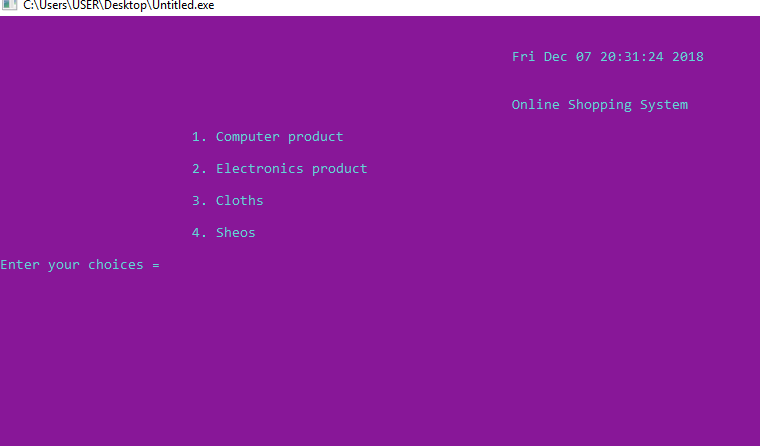 C:\Users\USER\Desktop\Untitled.exe
Fri Dec 07 20:31:24 2018
Online Shopping System
1. Computer product
2. Electronics product
3. Cloths
4. Sheos
Enter your choices =